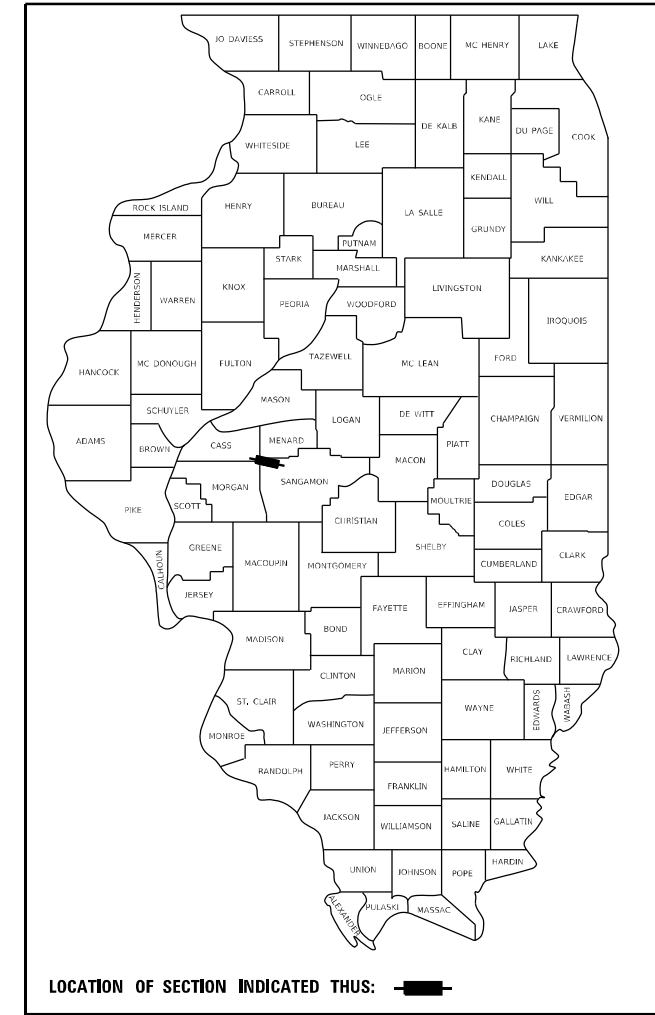 JO DAVIESS
STEPHENSON
WINNEBAGO
BOONE
MC HENRY
LAKE
CARROLL
OGLE
DE KALB
KANE
DU PAGE
COOK
WHITESIDE
LEE
KENDALL
WILL
ROCK ISLAND
HENRY
BUREAU
LA SALLE
GRUNDY
MERCER
PUTNAM
KANKAKEE
STARK
MARSHALL
HENDERSON
WARREN
KNOX
PEORIA
WOODFORD
LIVINGSTON
IROQUOIS
HANCOCK
MC DONOUGH
FULTON
TAZEWELL
MC LEAN
FORD
MASON
SCHUYLER
LOGAN
DE WITT
CHAMPAIGN
VERMILION
ADAMS
BROWN
CASS
MENARD
PIATT
MACON
PIKE
SCOTT
MORGAN
SANGAMON
MOULTRIE
DOUGLAS
EDGAR
CHRISTIAN
COLES
CALHOUN
GREENE
MACOUPIN
MONTGOMERY
SHELBY
CUMBERLAND
CLARK
JERSEY
FAYETTE
EFFINGHAM
JASPER
CRAWFORD
MADISON
BOND
CLAY
RICHLAND
LAWRENCE
CLINTON
MARION
ST. CLAIR
WAYNE
EDWARDS
WABASH
WASHINGTON
JEFFERSON
MONROE
RANDOLPH
PERRY
HAMILTON
WHITE
FRANKLIN
JACKSON
WILLIAMSON
SALINE
GALLATIN
UNION
JOHNSON
POPE
HARDIN
ALEXANDER
PULASKI
MASSAC
LOCATION OF SECTION INDICATED THUS: